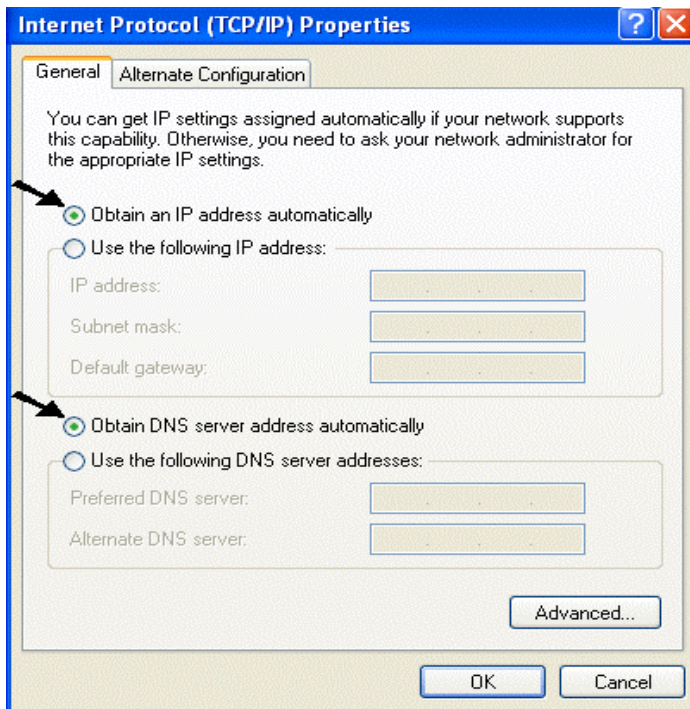 Internet Protocol (TCP/IP) Properties
General
Alternate Configuration
You can get IP settings assigned automatically if your network supports
this capability. Otherwise, you need to ask your network administrator for
the appropriate IP settings.
Obtain an IP address automatically
Use the following IP address:
IP address:
Subnet mask:
Default gateway:
Obtain DNS server address automatically
Use the following DNS server addresses:
Preferred DNS server:
Alternate DNS server:
Advanced...
OK
Cancel